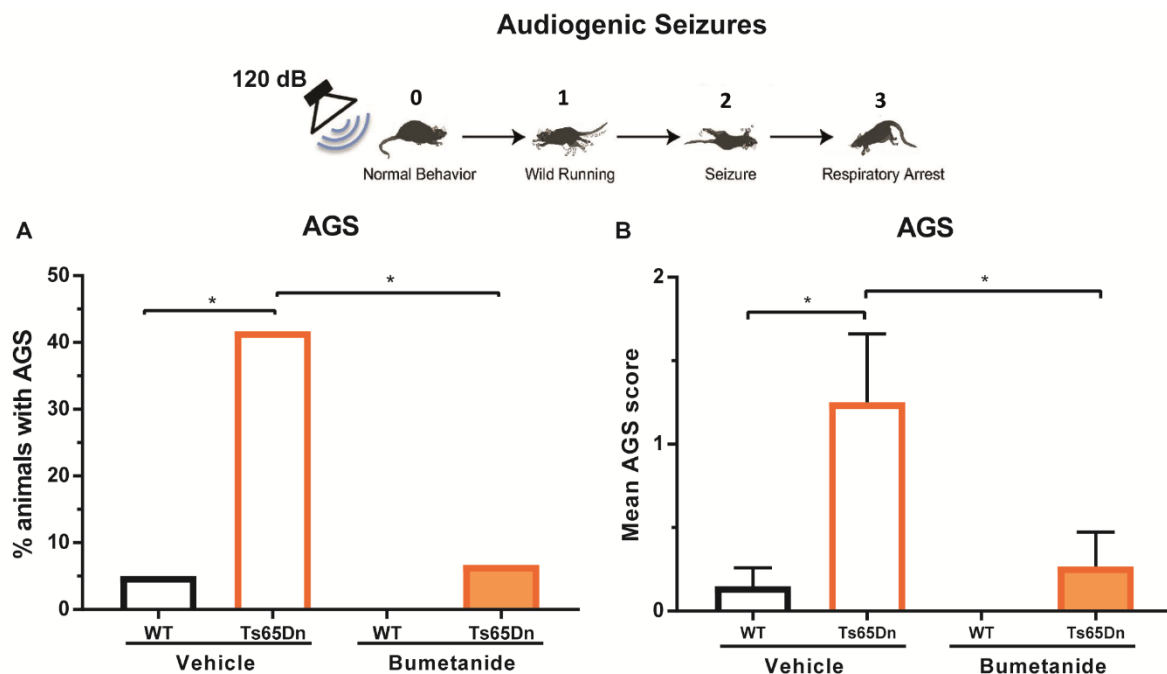 Audiogenic Seizures
120 dB
0 1 2 3
Normal Behavior Wild Running Seizure Respiratory Arrest
A
AGS
% animals with AGS
50
40
30
20
10
0
*
*
WT Ts65Dn WT Ts65Dn
Vehicle Bumetanide
B
AGS
Mean AGS score
2
1
0
*
*
WT Ts65Dn WT Ts65Dn
Vehicle Bumetanide